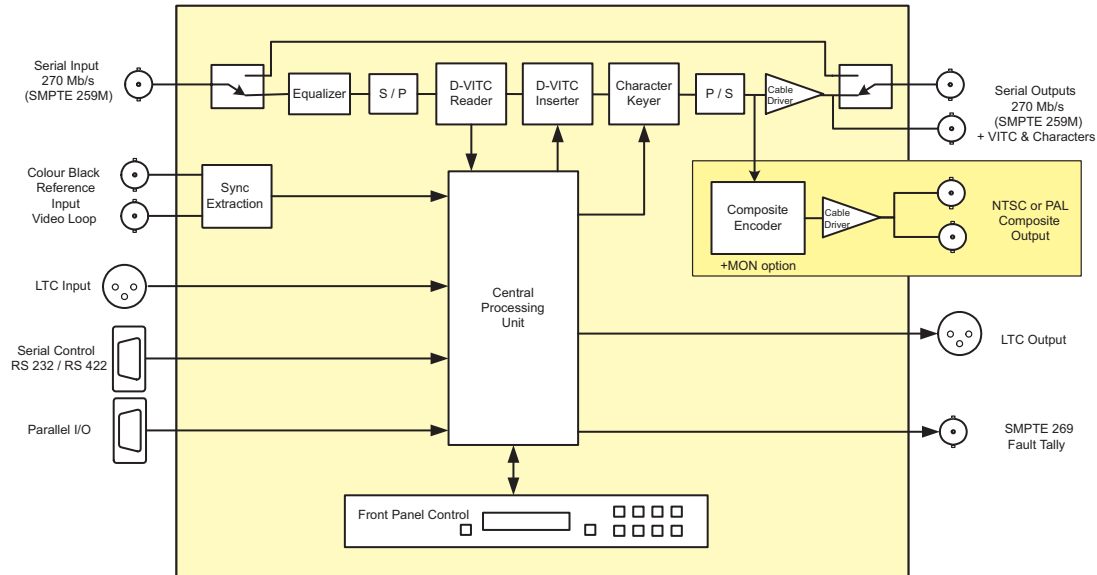 Serial Input
270 Mb/s
(SMPTE 259M)
Equalizer
S / P
D-VITC
Reader
D-VITC
Inserter
Character
Keyer
P / S
Cable
Driver
Serial Outputs
270 Mb/s
(SMPTE 259M)
+ VITC & Characters
Colour Black
Reference
Input
Video Loop
Sync
Extraction
Composite
Encoder
Cable
Driver
NTSC or PAL
Composite
Output
+MON option
LTC Input
Central
Processing
Unit
LTC Output
Serial Control
RS 232 / RS 422
Parallel I/O
SMPTE 269
Fault Tally
Front Panel Control